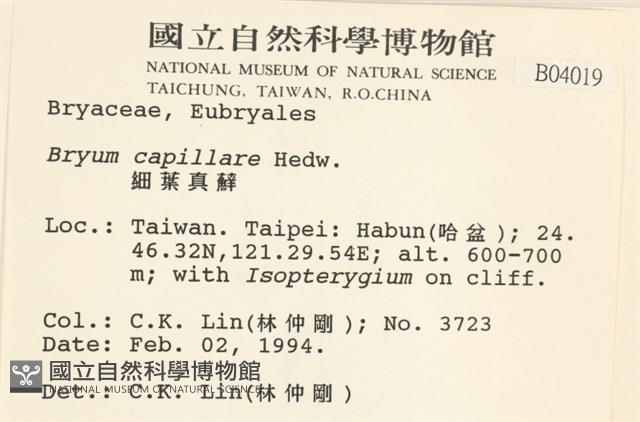 國立自然科學博物館
NATIONAL MUSEUM OF NATURAL SCIENCE
B04019
TAICHUNG, TAIWAN, R.O.CHINA
Bryaceae, Eubryales
Bryum capillare Hedw.
細葉真蘚
Loc.: Taiwan. Taipei: Habun(哈盆); 24.
46.32N,121.29.54E; alt. 600-700
m; with Isopterygium on cliff.
Col.: C.K. Lin(林仲剛); No. 3723
Date: Feb. 02, 1994.
國立自然科學博物館
NATIONAL MUSEUM OF NATURAL SCIENCE
Det.: C.K. Lin(林仲剛)